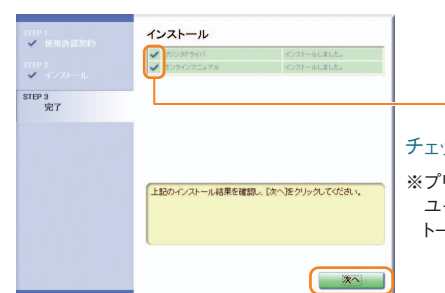 STEP 1
使用許諾契約
STEP 2
インストール
STEP 3
完了
インストール
プリンタドライバ インストールしました。
オンラインマニュアル インストールしました。
上記のインストール結果を確認し、[次へ]をクリックしてください。
次へ
チェッ
※プ
ユー
トー